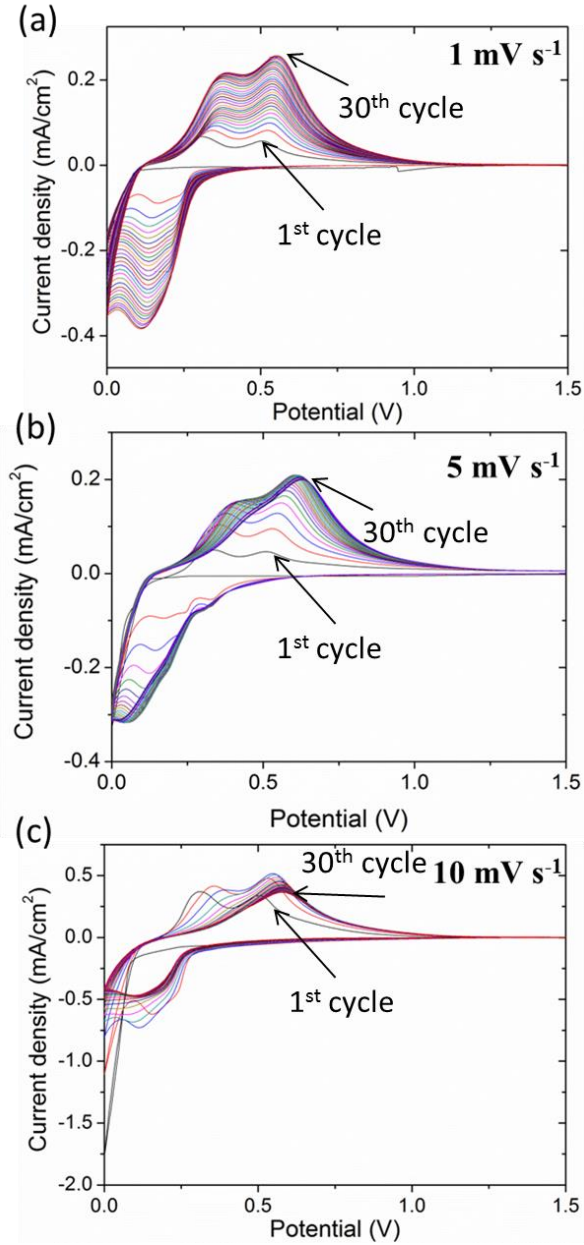 (a)
1 mV s⁻¹
30th cycle
1st cycle
0.2
0.0
-0.2
-0.4
Current density (mA/cm²)
0.0 0.5 1.0 1.5
Potential (V)
(b)
5 mV s⁻¹
30th cycle
1st cycle
0.2
0.0
-0.2
-0.4
Current density (mA/cm²)
0.0 0.5 1.0 1.5
Potential (V)
(c)
30th cycle
10 mV s⁻¹
1st cycle
0.5
0.0
-0.5
-1.0
-1.5
-2.0
Current density (mA/cm²)
0.0 0.5 1.0 1.5
Potential (V)